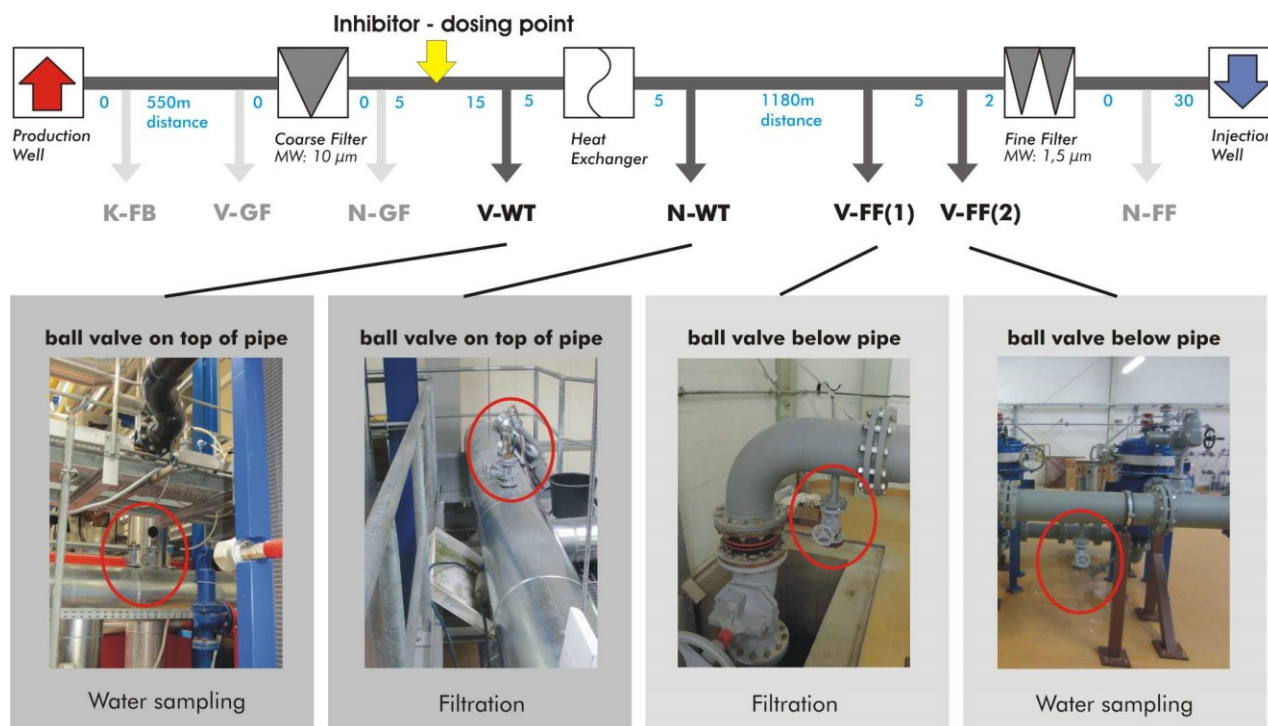 Inhibitor - dosing point
0
550m
distance
0
0
5
15
5
5
1180m
distance
5
2
0
30
Production
Well
Coarse Filter
MW: 10 µm
Heat
Exchanger
Fine Filter
MW: 1,5 µm
Injection
Well
K-FB
V-GF
N-GF
V-WT
N-WT
V-FF(1)
V-FF(2)
N-FF
ball valve on top of pipe
ball valve on top of pipe
ball valve below pipe
ball valve below pipe
Water sampling
Filtration
Filtration
Water sampling